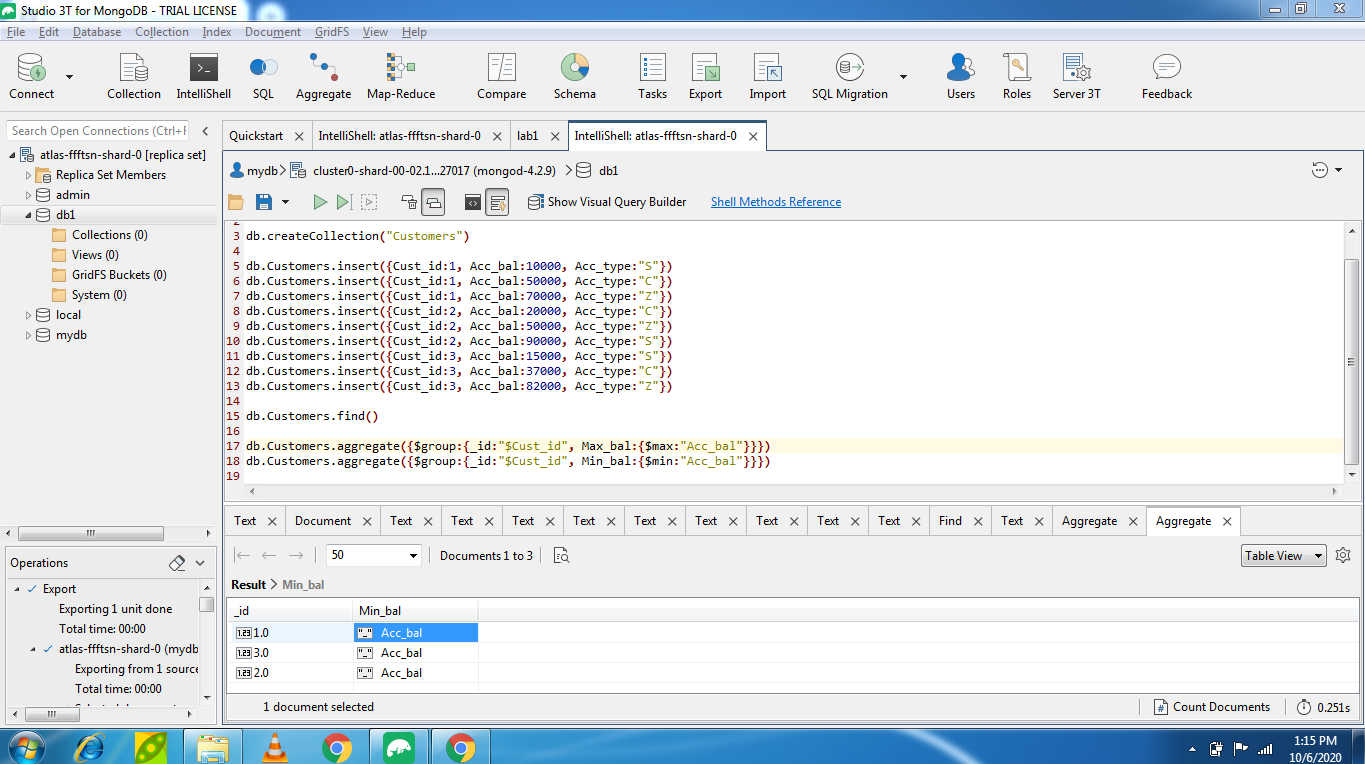 Studio 3T for MongoDB - TRIAL LICENSE
File Edit Database Collection Index Document GridFS View Help
Connect Collection IntelliShell SQL Aggregate Map-Reduce Compare Schema Tasks Export Import SQL Migration Users Roles Server 3T Feedback
Search Open Connections (Ctrl+F
Quickstart IntelliShell: atlas-ffftsn-shard-0 lab1 IntelliShell: atlas-ffftsn-shard-0
atlas-ffftsn-shard-0 [replica set]
Replica Set Members
admin
db1
Collections (0)
Views (0)
GridFS Buckets (0)
System (0)
local
mydb
mydb cluster0-shard-00-02.1...27017 (mongod-4.2.9) db1
Show Visual Query Builder Shell Methods Reference
2
3 db.createCollection("Customers")
4
5 db.Customers.insert({Cust_id:1, Acc_bal:10000, Acc_type:"S"})
6 db.Customers.insert({Cust_id:1, Acc_bal:50000, Acc_type:"C"})
7 db.Customers.insert({Cust_id:1, Acc_bal:70000, Acc_type:"Z"})
8 db.Customers.insert({Cust_id:2, Acc_bal:20000, Acc_type:"C"})
9 db.Customers.insert({Cust_id:2, Acc_bal:50000, Acc_type:"Z"})
10 db.Customers.insert({Cust_id:2, Acc_bal:90000, Acc_type:"S"})
11 db.Customers.insert({Cust_id:3, Acc_bal:15000, Acc_type:"S"})
12 db.Customers.insert({Cust_id:3, Acc_bal:37000, Acc_type:"C"})
13 db.Customers.insert({Cust_id:3, Acc_bal:82000, Acc_type:"Z"})
14
15 db.Customers.find()
16
17 db.Customers.aggregate({$group:{_id:"$Cust_id", Max_bal:{$max:"Acc_bal"}}})
18 db.Customers.aggregate({$group:{_id:"$Cust_id", Min_bal:{$min:"Acc_bal"}}})
19
Text Document Text Text Text Text Text Text Text Text Text Find Text Aggregate Aggregate
50 Documents 1 to 3 Table View
Result > Min_bal
_id Min_bal
1.0 Acc_bal
3.0 Acc_bal
2.0 Acc_bal
1 document selected Count Documents 0.251s
Operations
Export
Exporting 1 unit done
Total time: 00:00
atlas-ffftsn-shard-0 (mydb
Exporting from 1 source
Total time: 00:00
1:15 PM
10/6/2020